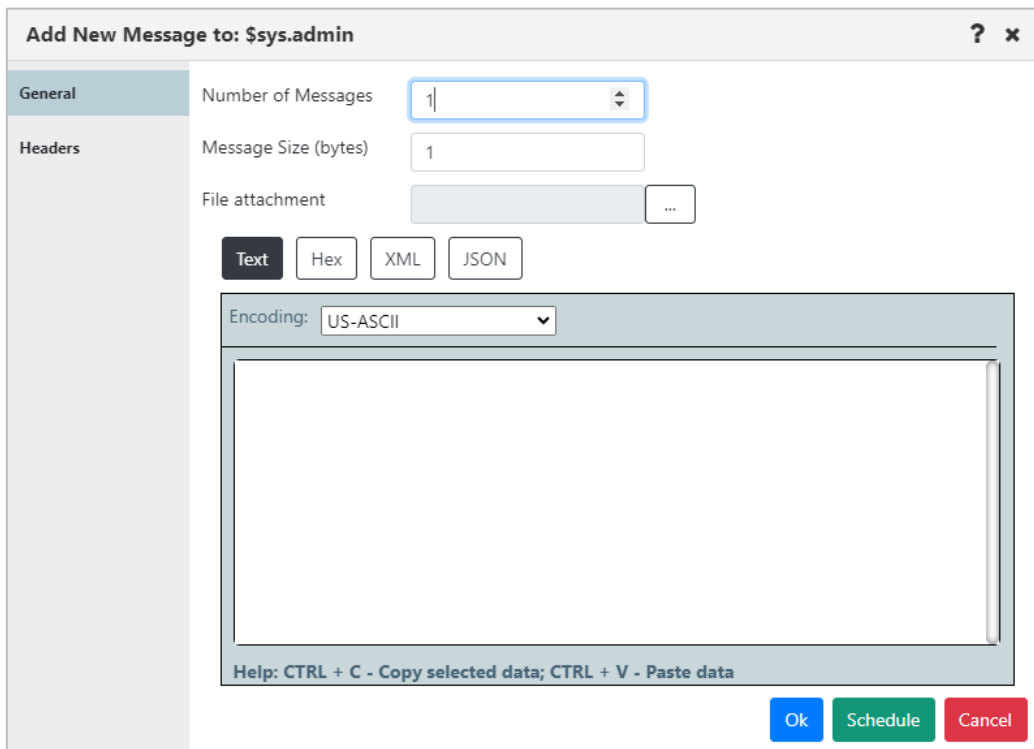 Add New Message to: $sys.admin ? ×
General
Headers
Number of Messages 1
Message Size (bytes) 1
File attachment ...
Text Hex XML JSON
Encoding: US-ASCII
Help: CTRL + C - Copy selected data; CTRL + V - Paste data
Ok Schedule Cancel